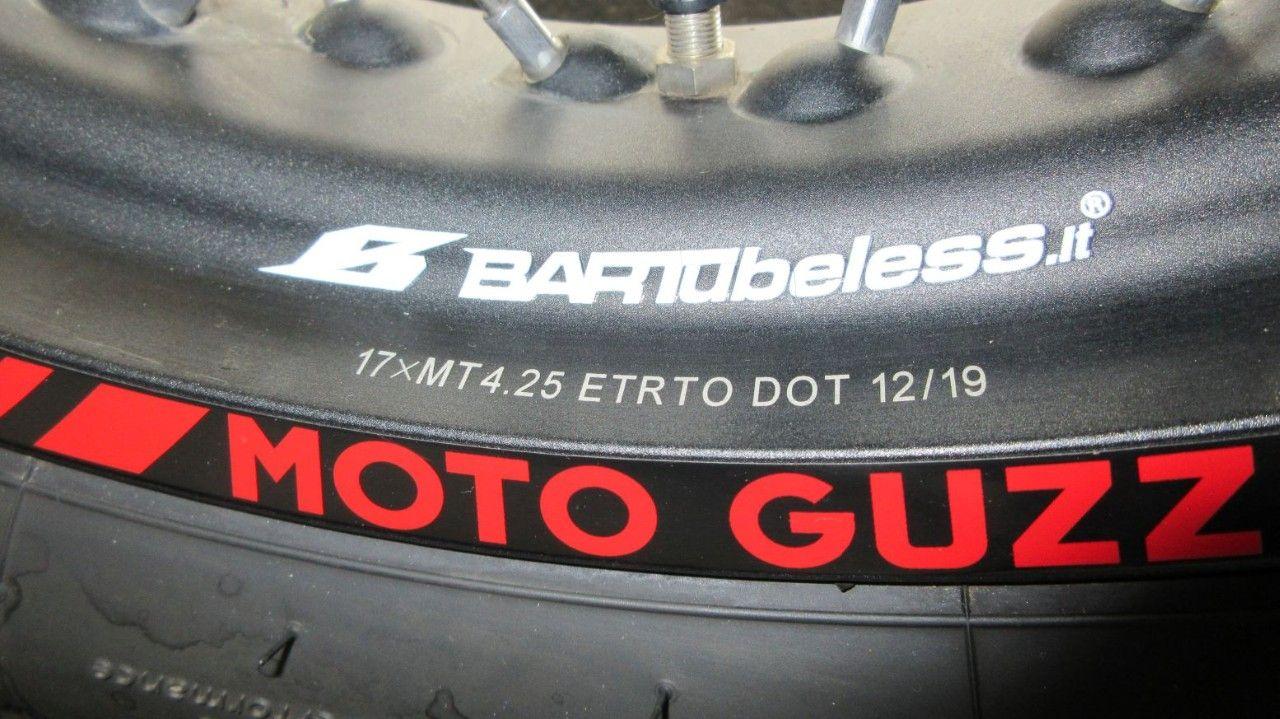 BARTubeless.it®
17×MT4.25 ETRTO DOT 12/19
MOTO GUZZ